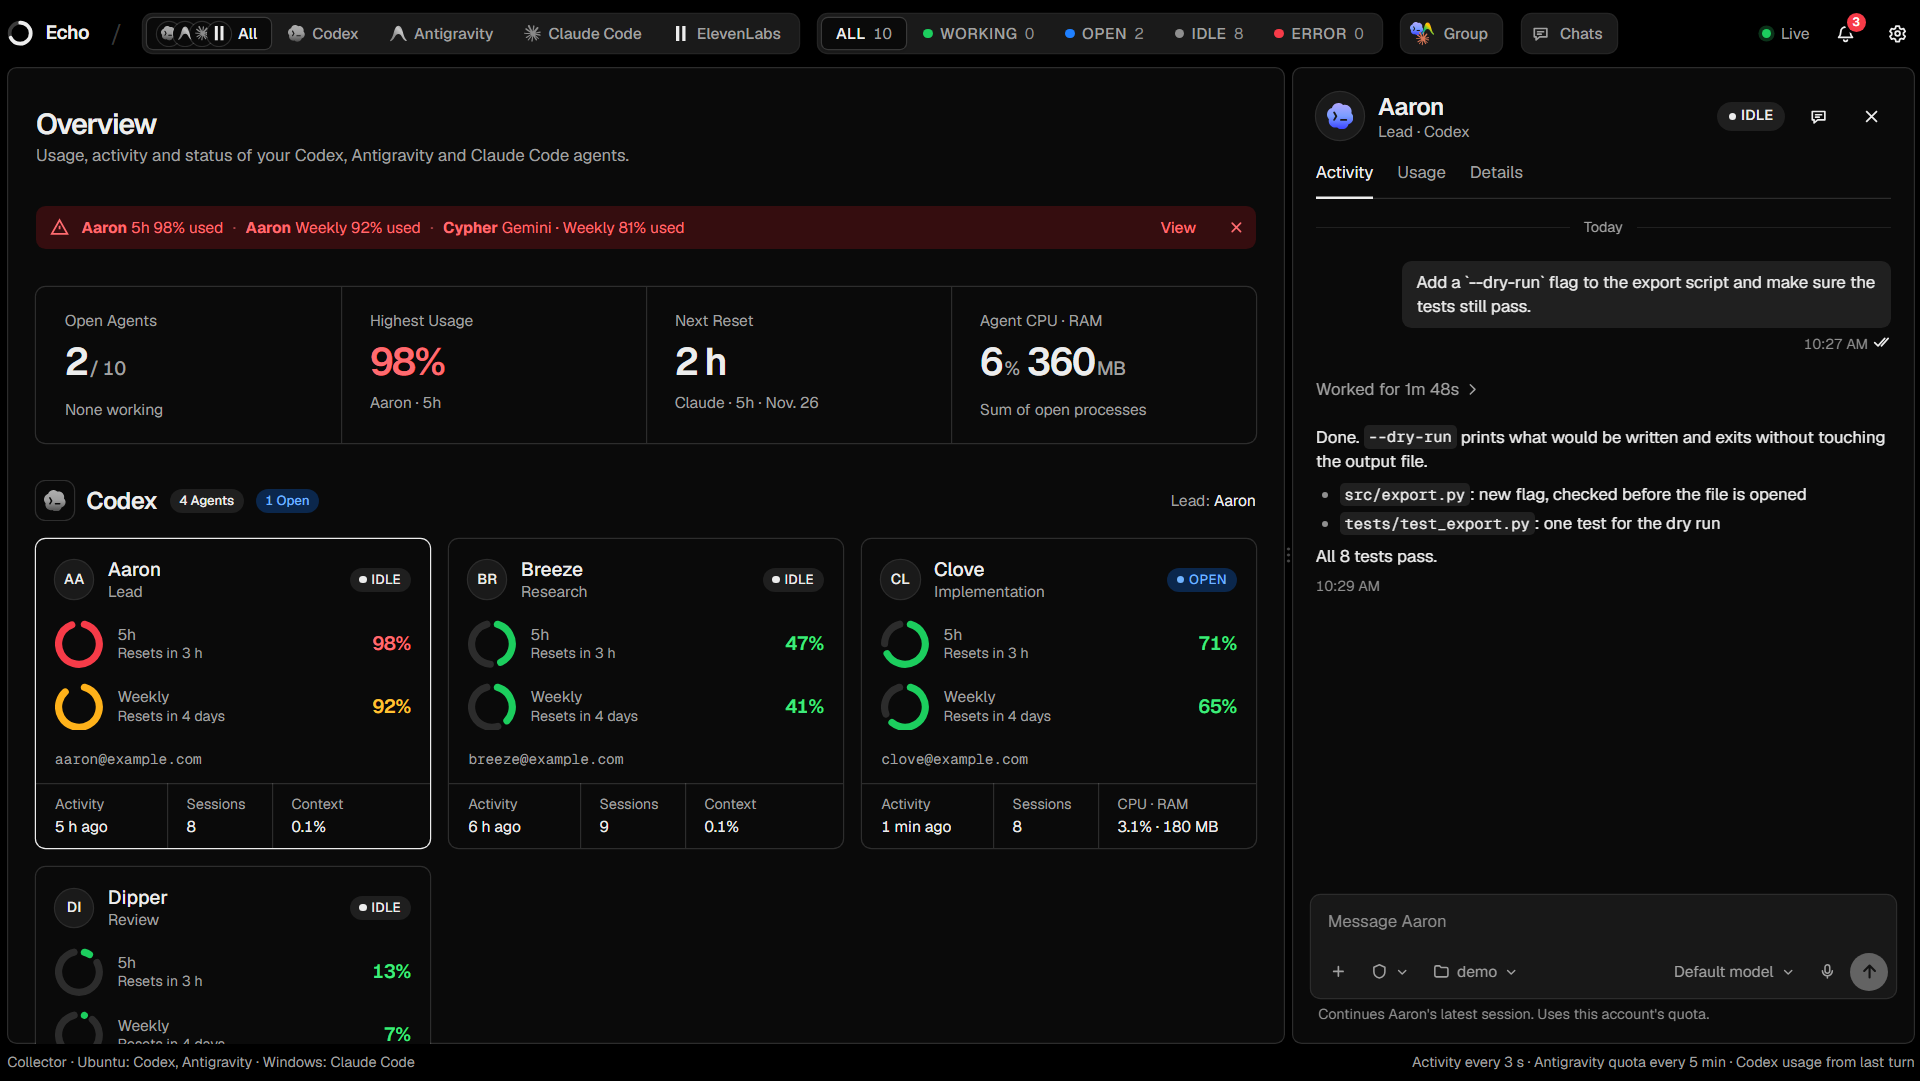 Echo / All Codex Antigravity Claude Code ElevenLabs ALL 10 WORKING 0 OPEN 2 IDLE 8 ERROR 0 Group Chats Live 3
Overview
Usage, activity and status of your Codex, Antigravity and Claude Code agents.
Aaron 5h 98% used · Aaron Weekly 92% used · Cypher Gemini · Weekly 81% used View
Open Agents
2 / 10
None working
Highest Usage
98%
Aaron · 5h
Next Reset
2 h
Claude · 5h · Nov. 26
Agent CPU · RAM
6% 360MB
Sum of open processes
Codex 4 Agents 1 Open Lead: Aaron
AA Aaron IDLE
Lead
5h
Resets in 3 h 98%
Weekly
Resets in 4 days 92%
aaron@example.com
Activity Sessions Context
5 h ago 8 0.1%
BR Breeze IDLE
Research
5h
Resets in 3 h 47%
Weekly
Resets in 4 days 41%
breeze@example.com
Activity Sessions Context
6 h ago 9 0.1%
CL Clove OPEN
Implementation
5h
Resets in 3 h 71%
Weekly
Resets in 4 days 65%
clove@example.com
Activity Sessions CPU · RAM
1 min ago 8 3.1% · 180 MB
DI Dipper IDLE
Review
5h
Resets in 3 h 13%
Weekly 7%
Resets in 4 days
Aaron IDLE
Lead · Codex
Activity Usage Details
Today
Add a `--dry-run` flag to the export script and make sure the
tests still pass.
10:27 AM
Worked for 1m 48s
Done. --dry-run prints what would be written and exits without touching
the output file.
• src/export.py: new flag, checked before the file is opened
• tests/test_export.py: one test for the dry run
All 8 tests pass.
10:29 AM
Message Aaron
demo Default model
Continues Aaron's latest session. Uses this account's quota.
Collector · Ubuntu: Codex, Antigravity · Windows: Claude Code
Activity every 3 s · Antigravity quota every 5 min · Codex usage from last turn